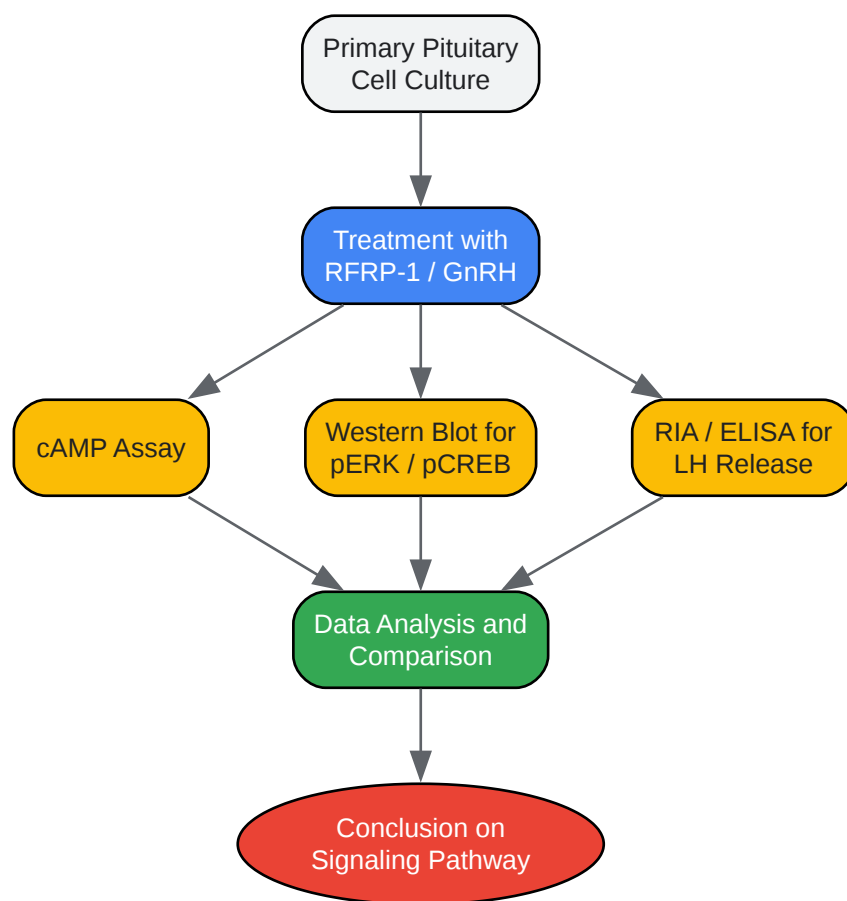 Primary Pituitary
Cell Culture
Treatment with
RFRP-1 / GnRH
cAMP Assay
Western Blot for
pERK / pCREB
RIA / ELISA for
LH Release
Data Analysis and
Comparison
Conclusion on
Signaling Pathway